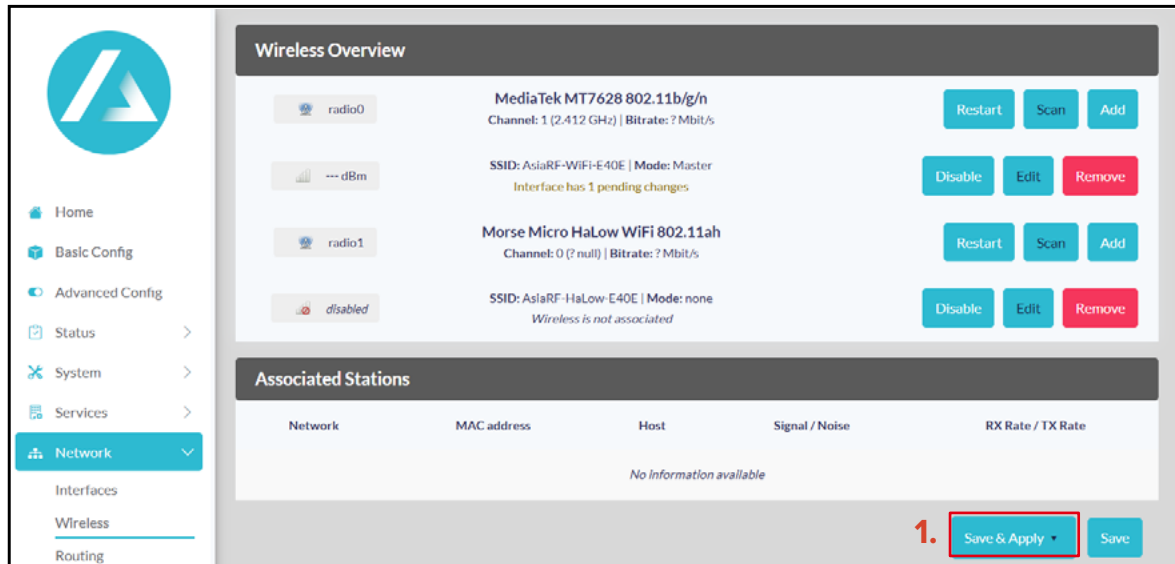 Wireless Overview
radio0
MediaTek MT7628 802.11b/g/n
Channel: 1 (2.412 GHz) | Bitrate: ? Mbit/s
Restart Scan Add
--- dBm
SSID: AsiaRF-WiFi-E40E | Mode: Master
Interface has 1 pending changes
Disable Edit Remove
radio1
Morse Micro HaLow WiFi 802.11ah
Channel: 0 (? null) | Bitrate: ? Mbit/s
Restart Scan Add
disabled
SSID: AsiaRF-HaLow-E40E | Mode: none
Wireless is not associated
Disable Edit Remove
Home
Basic Config
Advanced Config
Status
System
Services
Network
Interfaces
Wireless
Routing
Associated Stations
Network MAC address Host Signal / Noise RX Rate / TX Rate
No information available
1. Save & Apply Save